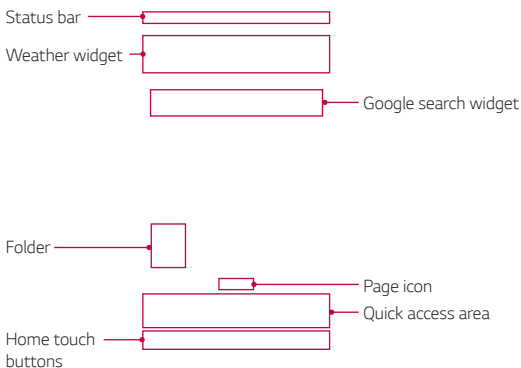 Status bar
Weather widget
Google search widget
Folder
Page icon
Quick access area
Home touch
buttons